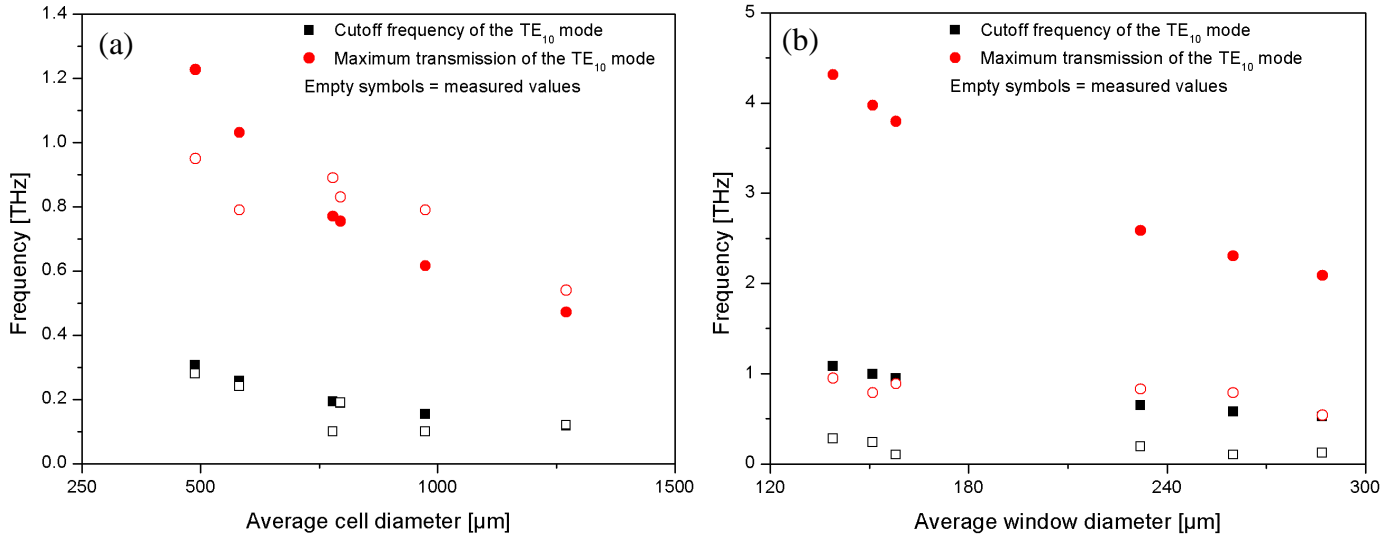 (a)
Cutoff frequency of the TE₁₀ mode
Maximum transmission of the TE₁₀ mode
Empty symbols = measured values
1.4
1.2
1.0
0.8
0.6
0.4
0.2
0.0
Frequency [THz]
250
500
1000
1500
Average cell diameter [µm]
(b)
Cutoff frequency of the TE₁₀ mode
Maximum transmission of the TE₁₀ mode
Empty symbols = measured values
5
4
3
2
1
0
Frequency [THz]
120
180
240
300
Average window diameter [µm]